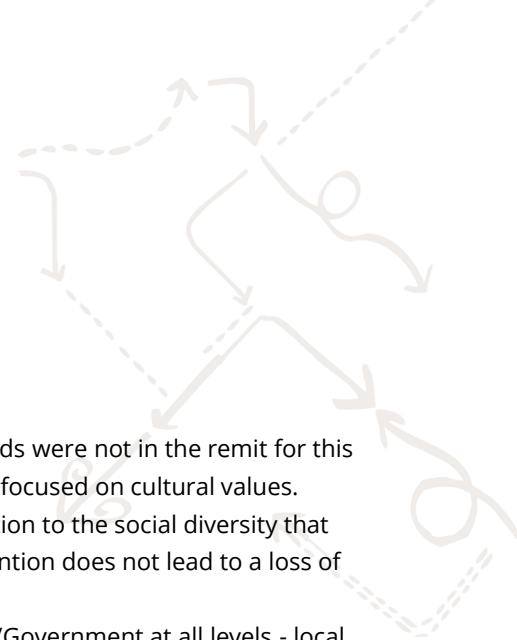 ds were not in the remit for this
focused on cultural values.
tion to the social diversity that
ntion does not lead to a loss of
/Government at all levels - local